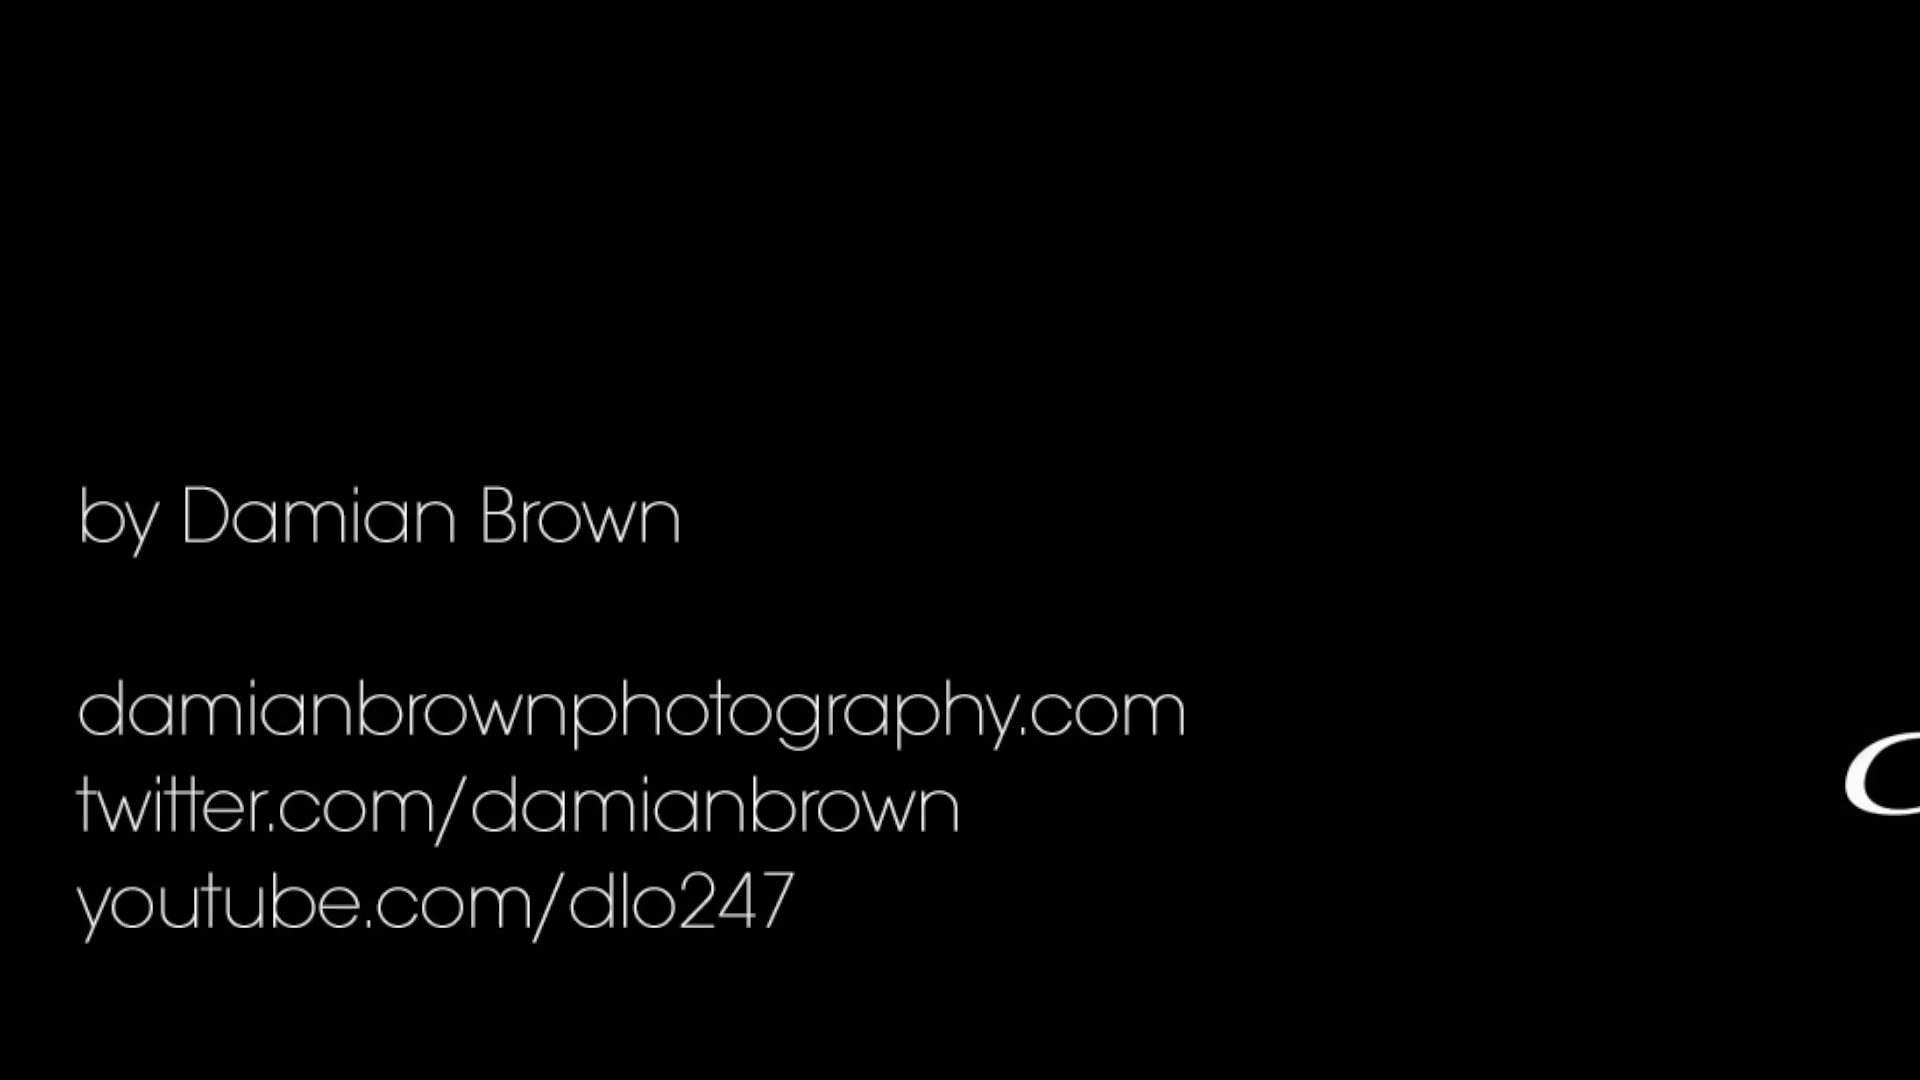 by Damian Brown
damianbrownphotography.com
twitter.com/damianbrown
youtube.com/dlo247